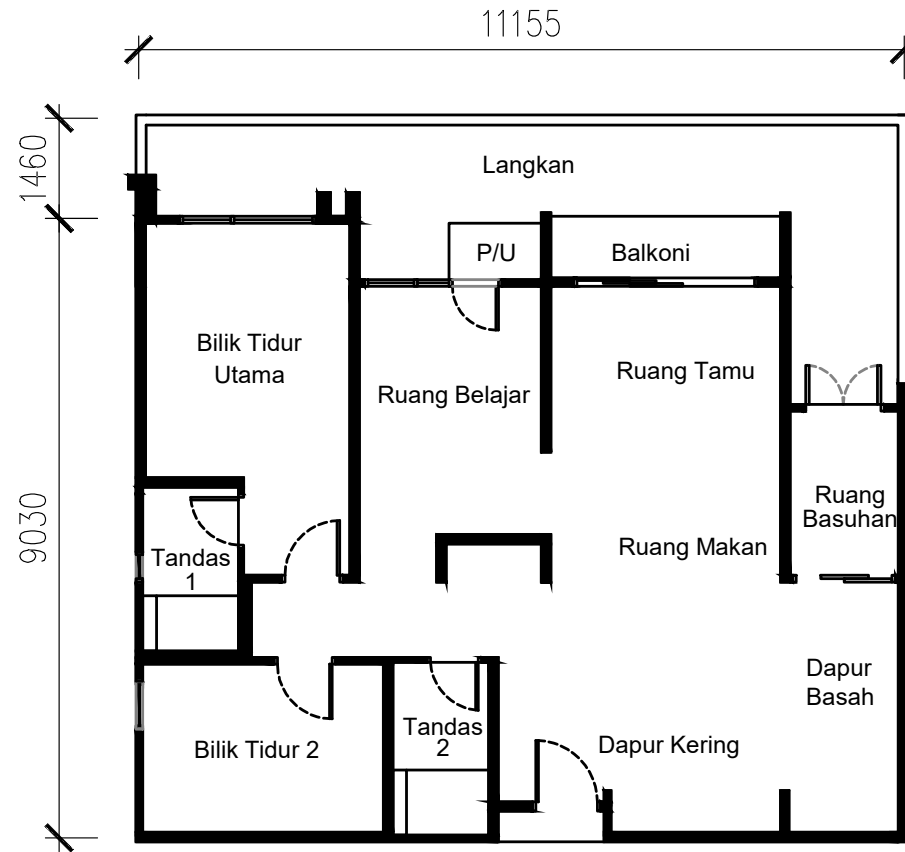 11155
1460
Langkan
P/U
Balkoni
Bilik Tidur
Utama
Ruang Belajar
Ruang Tamu
9030
Ruang
Basuhan
Tandas
1
Ruang Makan
Dapur
Basah
Bilik Tidur 2
Tandas
2
Dapur Kering